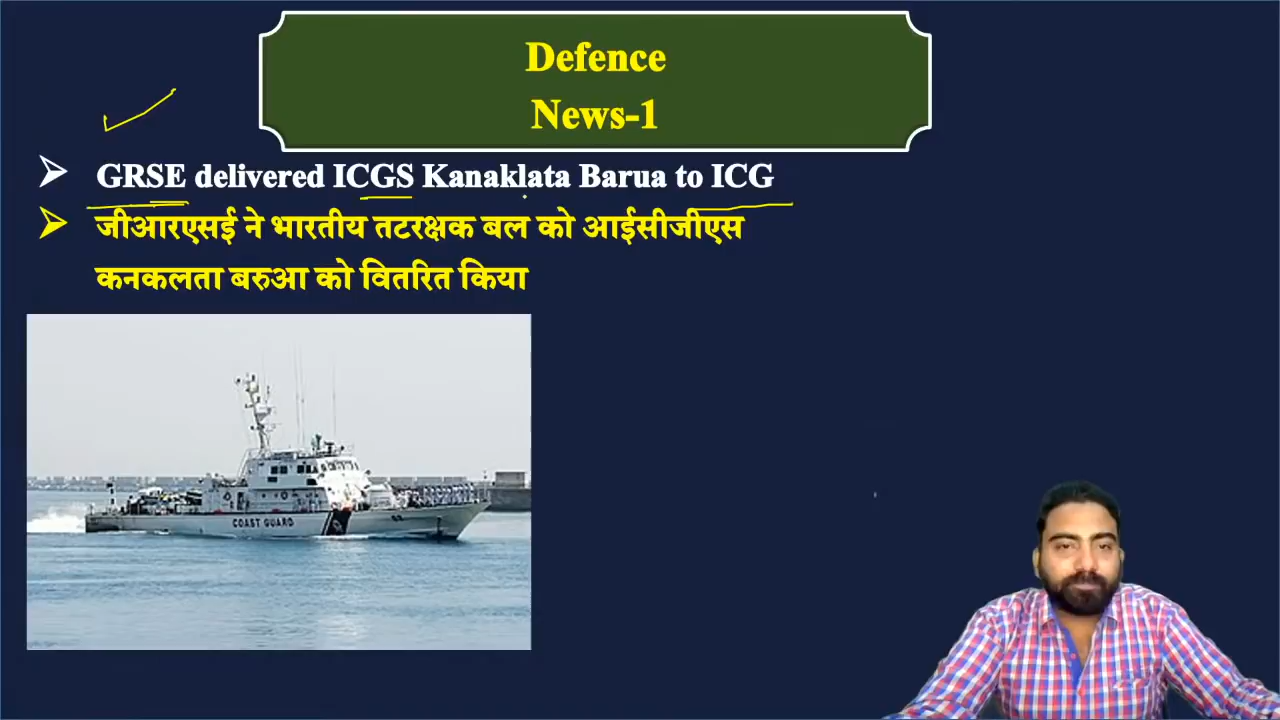 Defence
News-1
GRSE delivered ICGS Kanaklata Barua to ICG
जीआरएसई ने भारतीय तटरक्षक बल को आईसीजीएस
कनकलता बरुआ को वितरित किया
COAST GUARD